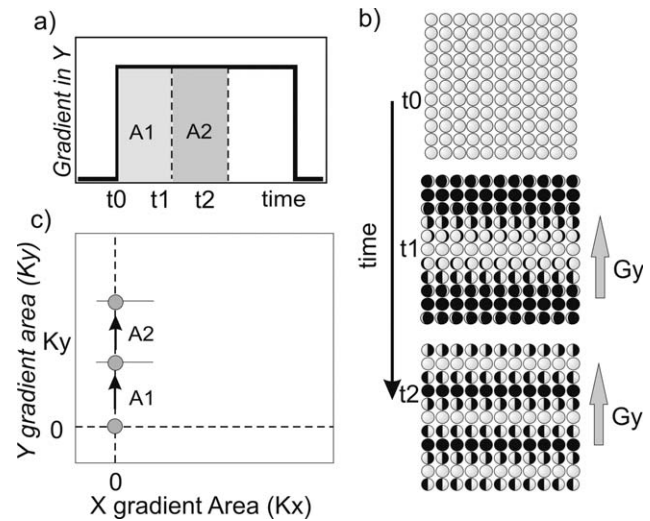 a)
Gradient in Y
A1
A2
t0
t1
t2
time
b)
t0
time
t1
Gy
t2
Gy
c)
Y gradient area (Ky)
Ky
A2
A1
0
0
X gradient Area (Kx)